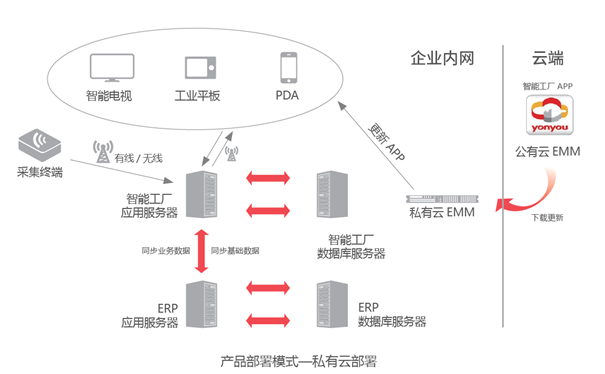 企业内网
云端
智能电视
工业平板
PDA
智能工厂 APP
yonyou
公有云 EMM
采集终端
有线 / 无线
更新 APP
智能工厂
应用服务器
私有云 EMM
下载更新
智能工厂
数据库服务器
同步业务数据
同步基础数据
ERP
应用服务器
ERP
数据库服务器
产品部署模式—私有云部署